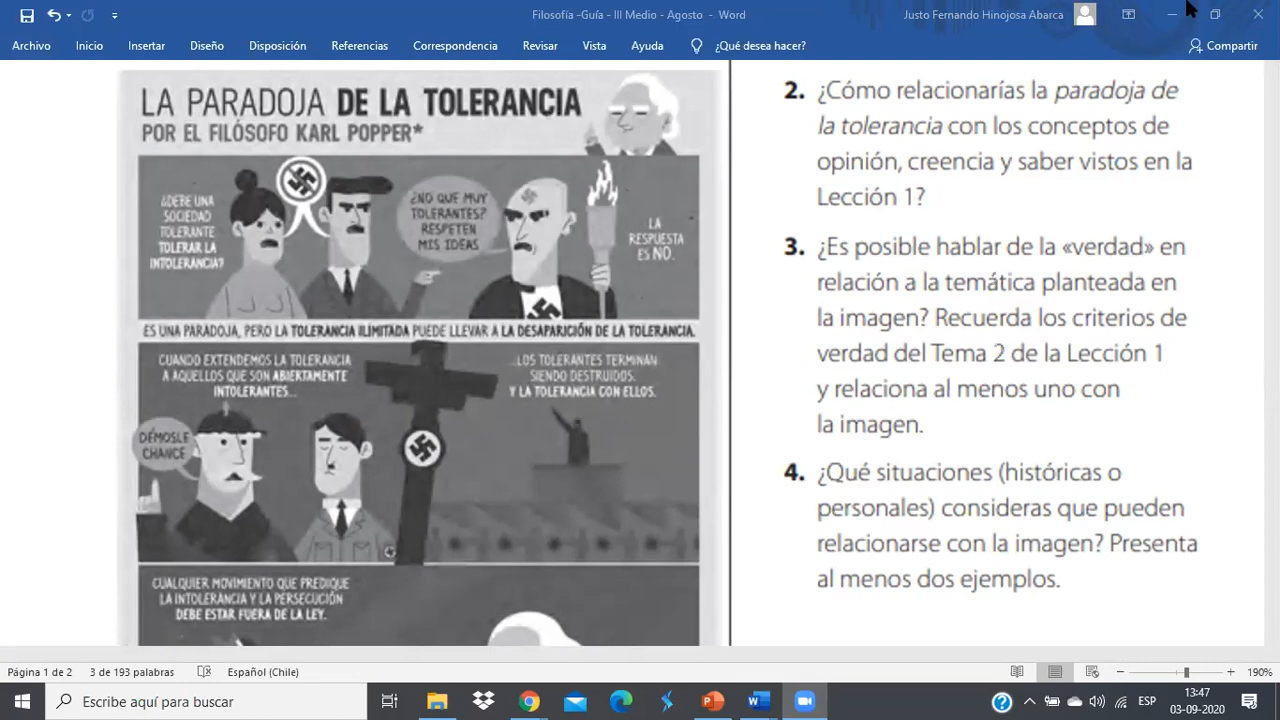 Filosofía -Guía - III Medio - Agosto - Word
Justo Fernando Hinojosa Abarca
Archivo Inicio Insertar Diseño Disposición Referencias Correspondencia Revisar Vista Ayuda ¿Qué desea hacer? Compartir
LA PARADOJA DE LA TOLERANCIA
POR EL FILÓSOFO KARL POPPER*
¿DEBE UNA
SOCIEDAD
TOLERANTE
TOLERAR LA
INTOLERANCIA?
¿NO QUE MUY
TOLERANTES?
RESPETEN
MIS IDEAS
LA
RESPUESTA
ES NO.
ES UNA PARADOJA, PERO LA TOLERANCIA ILIMITADA PUEDE LLEVAR A LA DESAPARICIÓN DE LA TOLERANCIA.
CUANDO EXTENDEMOS LA TOLERANCIA
A AQUELLOS QUE SON ABIERTAMENTE
INTOLERANTES...
...LOS TOLERANTES TERMINAN
SIENDO DESTRUIDOS.
Y LA TOLERANCIA CON ELLOS.
DÉMOSLE
CHANCE
CUALQUIER MOVIMIENTO QUE PREDIQUE
LA INTOLERANCIA Y LA PERSECUCIÓN
DEBE ESTAR FUERA DE LA LEY.
2. ¿Cómo relacionarías la paradoja de
la tolerancia con los conceptos de
opinión, creencia y saber vistos en la
Lección 1?
3. ¿Es posible hablar de la «verdad» en
relación a la temática planteada en
la imagen? Recuerda los criterios de
verdad del Tema 2 de la Lección 1
y relaciona al menos uno con
la imagen.
4. ¿Qué situaciones (históricas o
personales) consideras que pueden
relacionarse con la imagen? Presenta
al menos dos ejemplos.
Página 1 de 2 3 de 193 palabras Español (Chile) 190%
Escribe aquí para buscar
ESP
13:47
03-09-2020